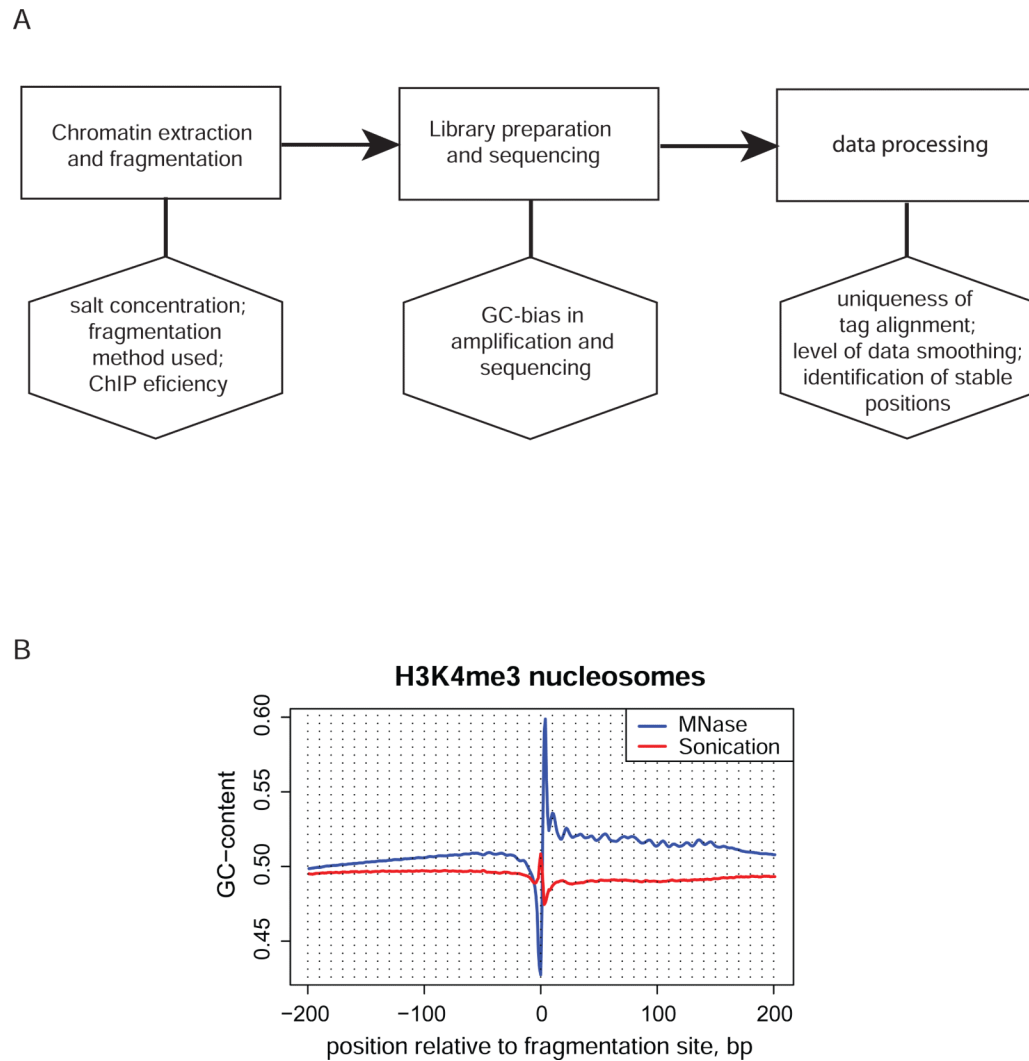 A
Chromatin extraction
and fragmentation
Library preparation
and sequencing
data processing
salt concentration;
fragmentation
method used;
ChIP eficiency
GC-bias in
amplification and
sequencing
uniqueness of
tag alignment;
level of data smoothing;
identification of stable
positions
B
H3K4me3 nucleosomes
MNase
Sonication
GC−content
0.60
0.55
0.50
0.45
−200
−100
0
100
200
position relative to fragmentation site, bp